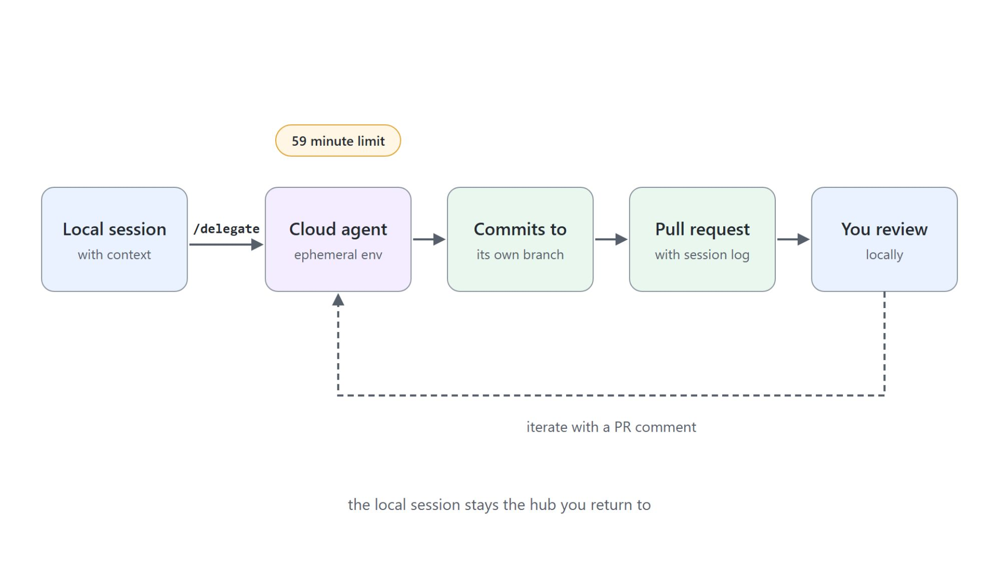 59 minute limit
Local session
with context
/delegate
Cloud agent
ephemeral env
Commits to
its own branch
Pull request
with session log
You review
locally
iterate with a PR comment
the local session stays the hub you return to